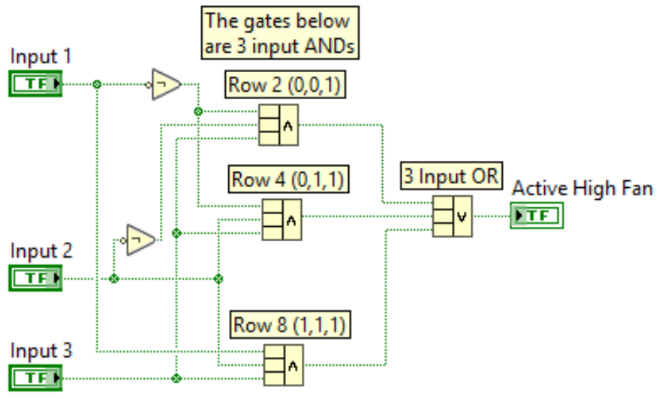 The gates below
are 3 input ANDs
Input 1
TF
Row 2 (0,0,1)
Row 4 (0,1,1)
3 Input OR
Active High Fan
TF
Input 2
TF
Row 8 (1,1,1)
Input 3
TF